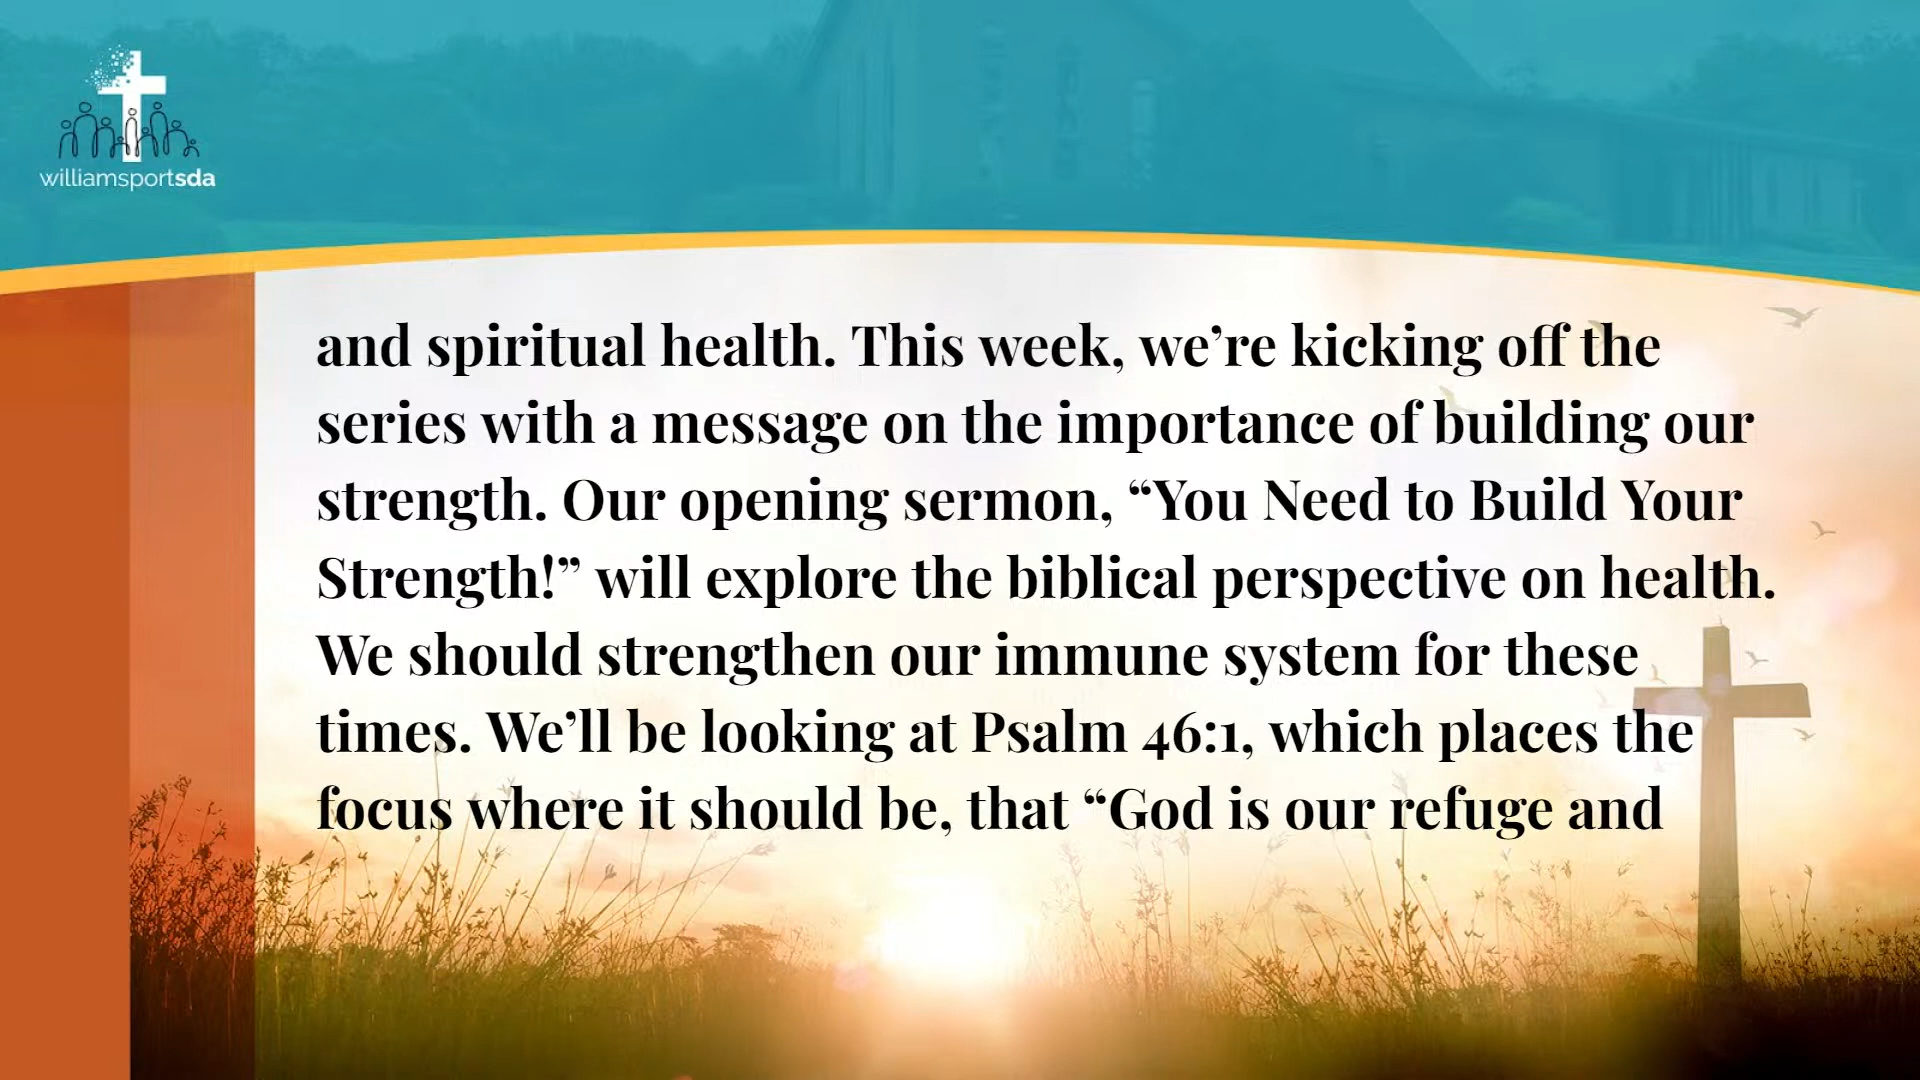 williamsportsda
and spiritual health. This week, we’re kicking off the
series with a message on the importance of building our
strength. Our opening sermon, “You Need to Build Your
Strength!” will explore the biblical perspective on health.
We should strengthen our immune system for these
times. We’ll be looking at Psalm 46:1, which places the
focus where it should be, that “God is our refuge and